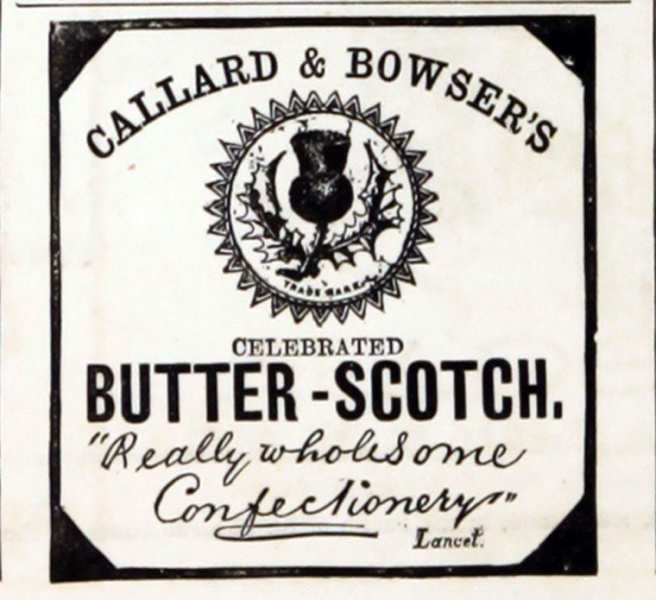 CALLARD & BOWSER'S
TRADE MARK
CELEBRATED
BUTTER-SCOTCH.
"Really wholesome
Confectionery"
Lancet.